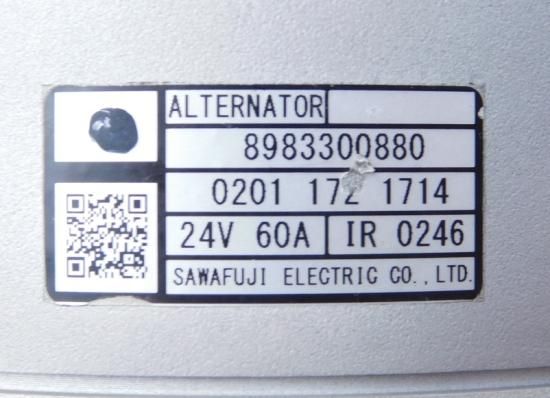 ALTERNATOR
8983300880
0201 172 1714
24V 60A IR 0246
SAWAFUJI ELECTRIC CO., LTD.